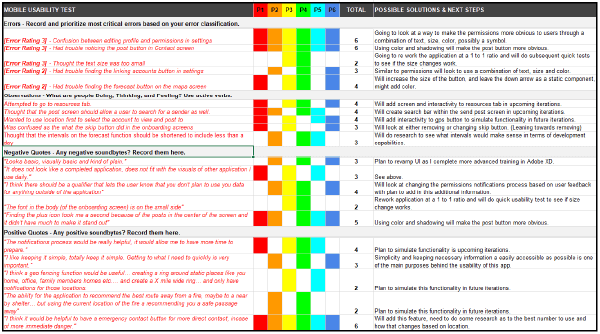 MOBILE USABILITY TEST P1 P2 P3 P4 P5 P6 TOTAL POSSIBLE SOLUTIONS & NEXT STEPS
Errors - Record and prioritize most critical errors based on your error classification.
[Error Rating 3] - Confusion between editing profile and permissions in settings 6 Going to look at a way to make the permissions more obvious to users through a
combination of text, size, color, possibly a symbol.
[Error Rating 3] - Had trouble noticing the post button in Contact screen 6 Using color and shadowing will make the post button more obvious.
[Error Rating 3] - Thought the text size was too small 2 Going to re work the application at a 1 to 1 ratio and will do subsequent quick tests
to see if the size change works.
[Error Rating 2] - Had trouble finding the linking accounts button in settings 3 Similar to permissions will look to use a combination of text, size and color.
[Error Rating 2] - Had trouble finding the forecast button on the maps screen 4 Will increase the size of the button, and leave the down arrow as a static component,
might add color.
Observations - What are people Doing, Thinking, and Feeling? Use active verbs.
Attempted to go to resources tab. 4 Will add screen and interactivity to resources tab in upcoming iterations.
Thought that the post screen should allow a user to search for a sender as well 4 Will create search bar within the send post screen in upcoming iterations.
Wanted to use location first to select the account to view and post to 4 Will add interactivity to goc button to simulate functionality in future iterations.
Was confused as the what the skip button did in the onboarding screens 3 Will look at either removing or changing skip button. (Leaning towards removing)
Thought that the intervals on the forecast function should be shortened to include less than a
day 5 Will do research to see what intervals would make sense in terms of development
capabilities.
Negative Quotes - Any negative soundbytes? Record them here.
"Looks basic, visually basic and kind of plain." 3 Plan to revamp UI as I complete more advanced training in Adobe XD.
"It does not look like a completed application, does not fit with the visuals of other application I
use daily." 3 See above.
"I think there should be a qualifier that lets the user know that you don't plan to use you data
for anything outside of the application" 4 Will look at changing the permissions notifications process based on user feedback
with plan to add in this additional information.
"The font in the body (of the onboarding screens) is on the small side" 2 Rework application at a 1 to 1 ratio and will do quick usability test to see if size
change works.
"Finding the plus icon took me a second because of the posts in the center of the screen and
it didn't have much to make it stand out" 5 Using color and shadowing will make the post button more obvious.
Positive Quotes - Any positive soundbytes? Record them here.
"The notifications process would be really helpful, it would allow me to have more time to
prepare." 4 Plan to simulate functionality is upcoming iterations.
"I like keeping it simple, totally keep it simple. Getting to what I need to quickly is very
important." 3 Simplicity and keeping necessary information a easily accessible as possible is one
of the main purposes behind the usability of this app.
"I think a geo fencing function would be useful... creating a ring around static places like you
home, office, family members homes etc... and create a X mile wide ring... and only have
notifications for those locations 2 Plan to simulate this functionality in future iterations
"The ability for the application to recommend the best route away from a fire, maybe to a near
by shelter... but using the current location of the fire a recommending you a safe passage
away" 2 Plan to simulate this functionality in future iterations.
"I think it would be helpful to have a emergency contact button for more direct contact, incase
of more immediate danger." 6 Will add this feature, need to do some research as to the best number to use and
how that changes based on location.